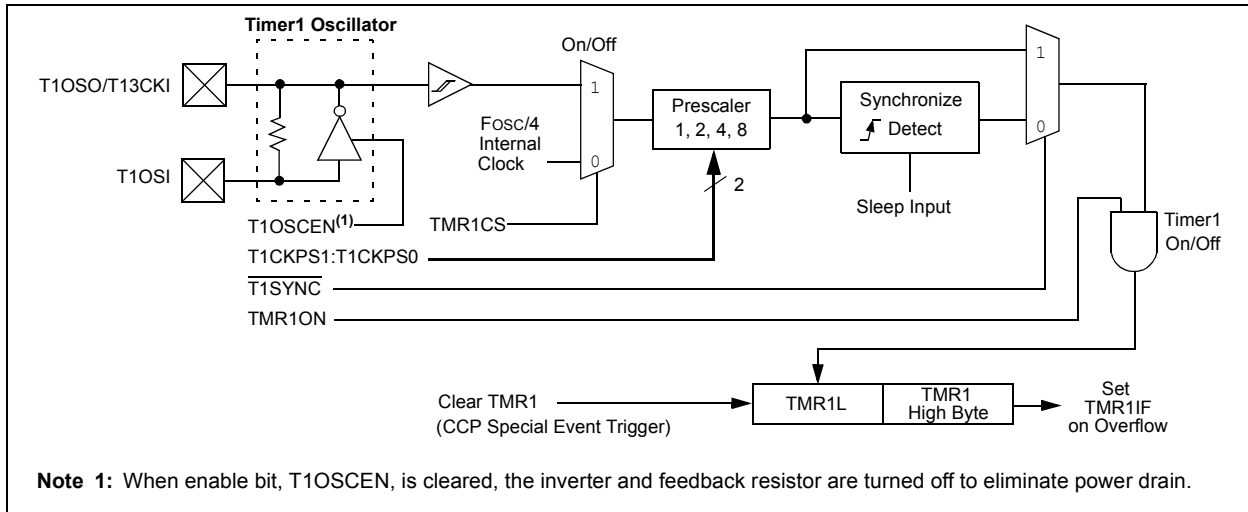 Timer1 Oscillator
On/Off
T1OSO/T13CKI
1
FOSC/4
Internal
Clock
0
Prescaler
1, 2, 4, 8
Synchronize
Detect
1
0
T1OSI
2
Sleep Input
T1OSCEN(1)
TMR1CS
Timer1
On/Off
T1CKPS1:T1CKPS0
T1SYNC
TMR1ON
Clear TMR1
(CCP Special Event Trigger)
TMR1L
TMR1
High Byte
Set
TMR1IF
on Overflow
Note 1: When enable bit, T1OSCEN, is cleared, the inverter and feedback resistor are turned off to eliminate power drain.